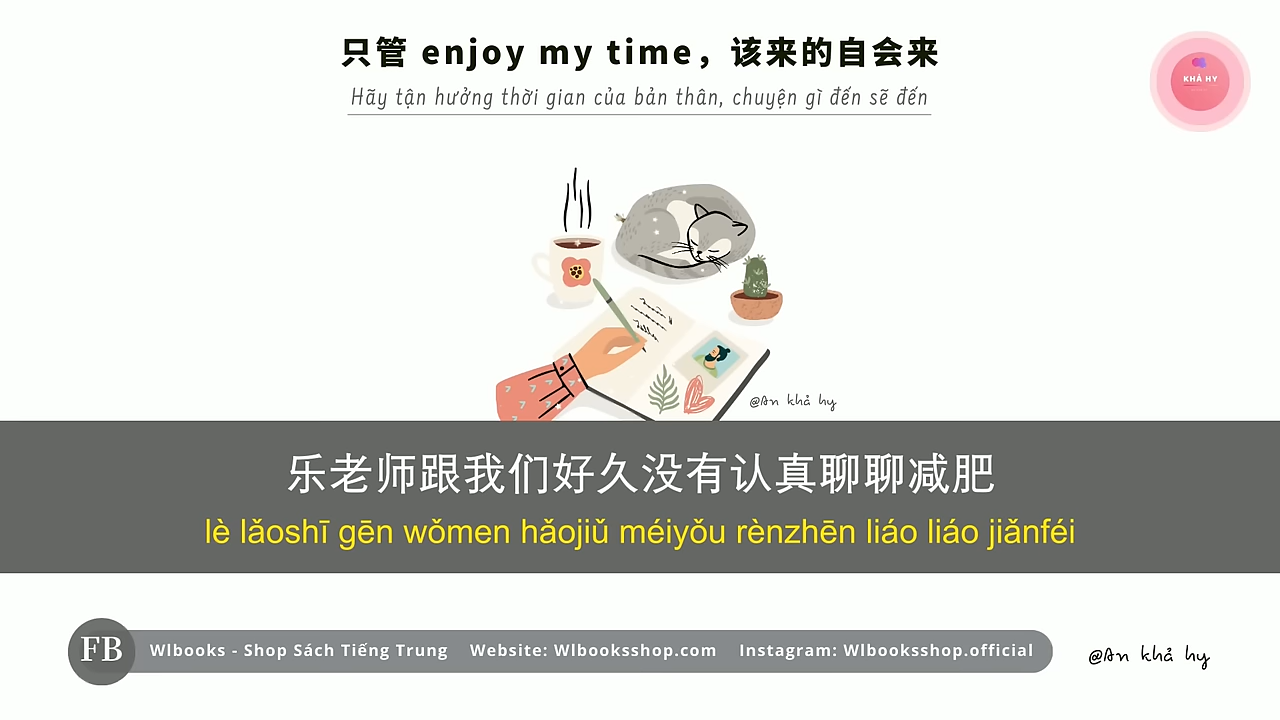 只管 enjoy my time，该来的自会来
Hãy tận hưởng thời gian của bản thân, chuyện gì đến sẽ đến
KHẢ HY
@An khả hy
乐老师跟我们好久没有认真聊聊减肥
lè lǎoshī gēn wǒmen hǎojiǔ méiyǒu rènzhēn liáo liáo jiǎnféi
FB Wlbooks - Shop Sách Tiếng Trung Website: Wlbooksshop.com Instagram: Wlbooksshop.official
@An khả hy